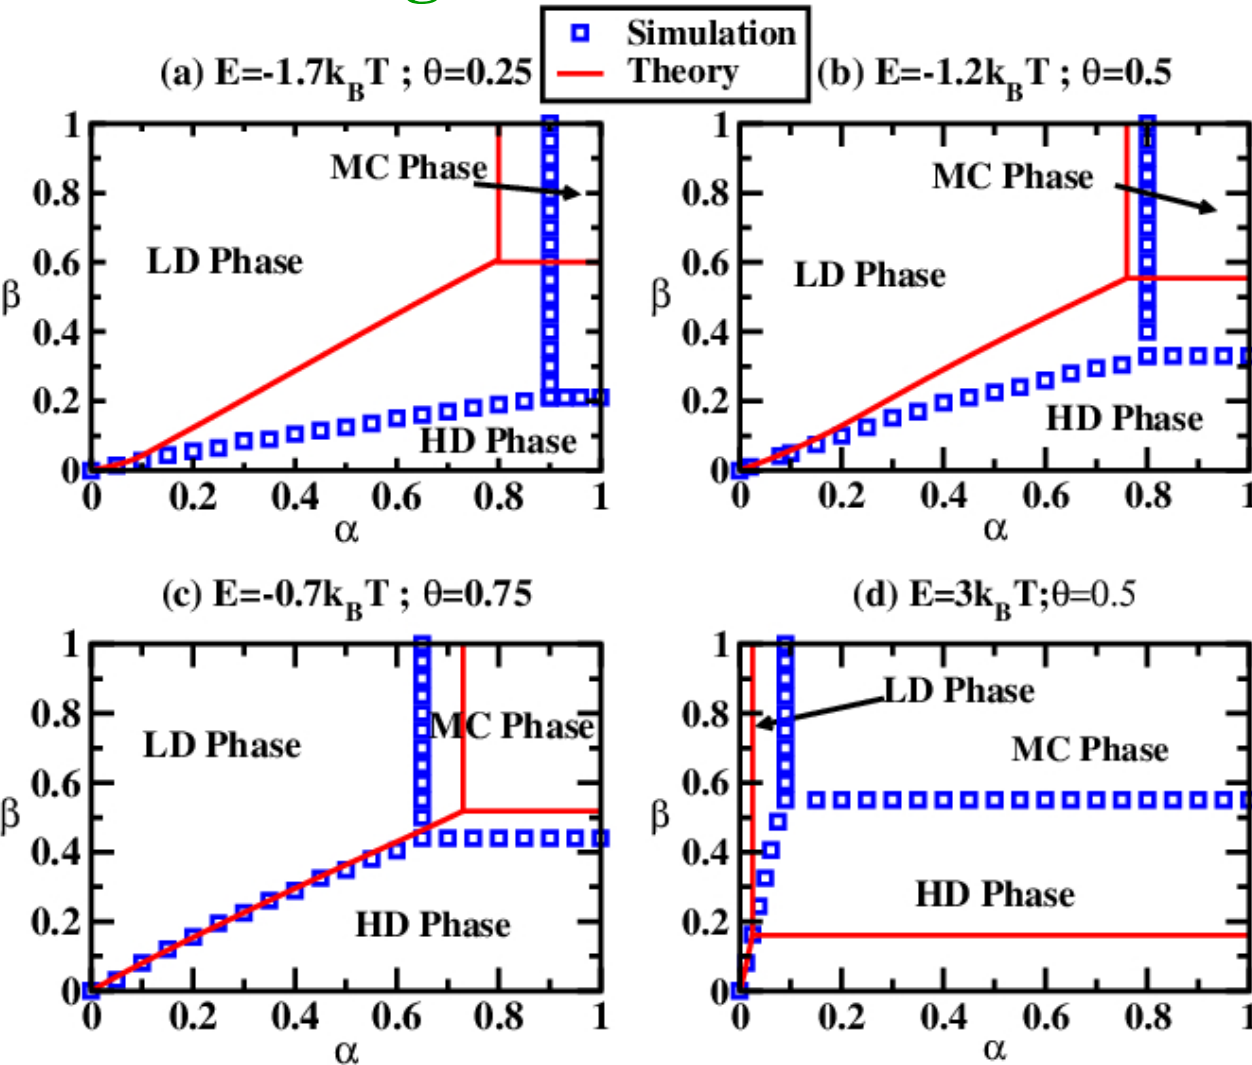 Simulation
Theory
(a) E=-1.7k_BT ; θ=0.25
(b) E=-1.2k_BT ; θ=0.5
1
0.8
0.6
0.4
0.2
0
β
MC Phase
LD Phase
HD Phase
0 0.2 0.4 0.6 0.8 1
α
1
0.8
0.6
0.4
0.2
0
β
MC Phase
LD Phase
HD Phase
0 0.2 0.4 0.6 0.8 1
α
(c) E=-0.7k_BT ; θ=0.75
(d) E=3k_BT;θ=0.5
1
0.8
0.6
0.4
0.2
0
β
LD Phase
MC Phase
HD Phase
0 0.2 0.4 0.6 0.8 1
α
1
0.8
0.6
0.4
0.2
0
β
LD Phase
MC Phase
HD Phase
0 0.2 0.4 0.6 0.8 1
α